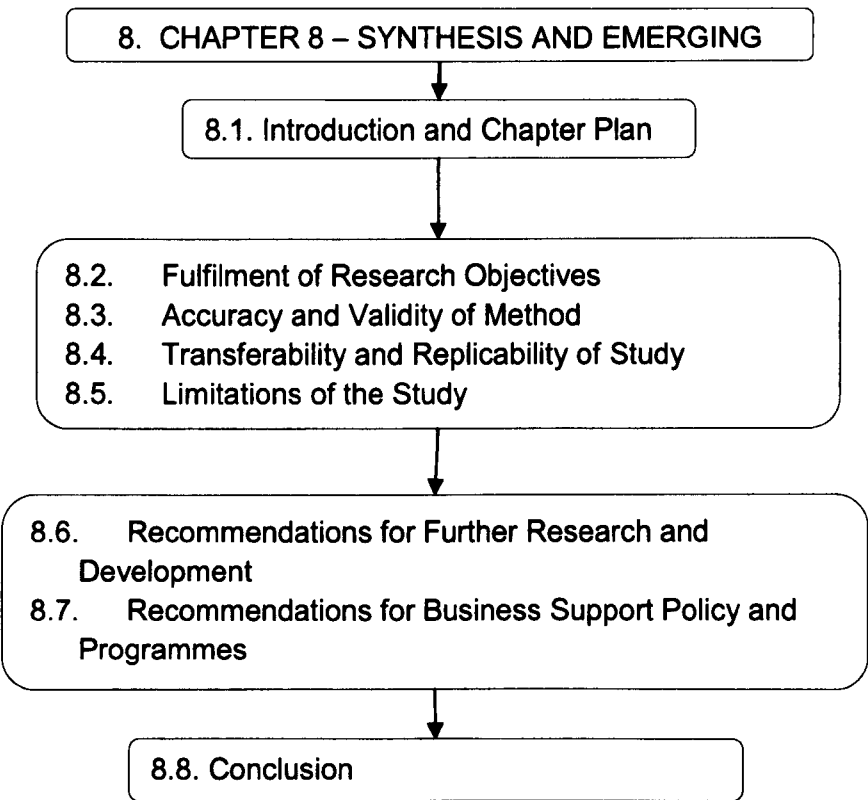 8. CHAPTER 8 – SYNTHESIS AND EMERGING
8.1. Introduction and Chapter Plan
8.2. Fulfilment of Research Objectives
8.3. Accuracy and Validity of Method
8.4. Transferability and Replicability of Study
8.5. Limitations of the Study
8.6. Recommendations for Further Research and
Development
8.7. Recommendations for Business Support Policy and
Programmes
8.8. Conclusion